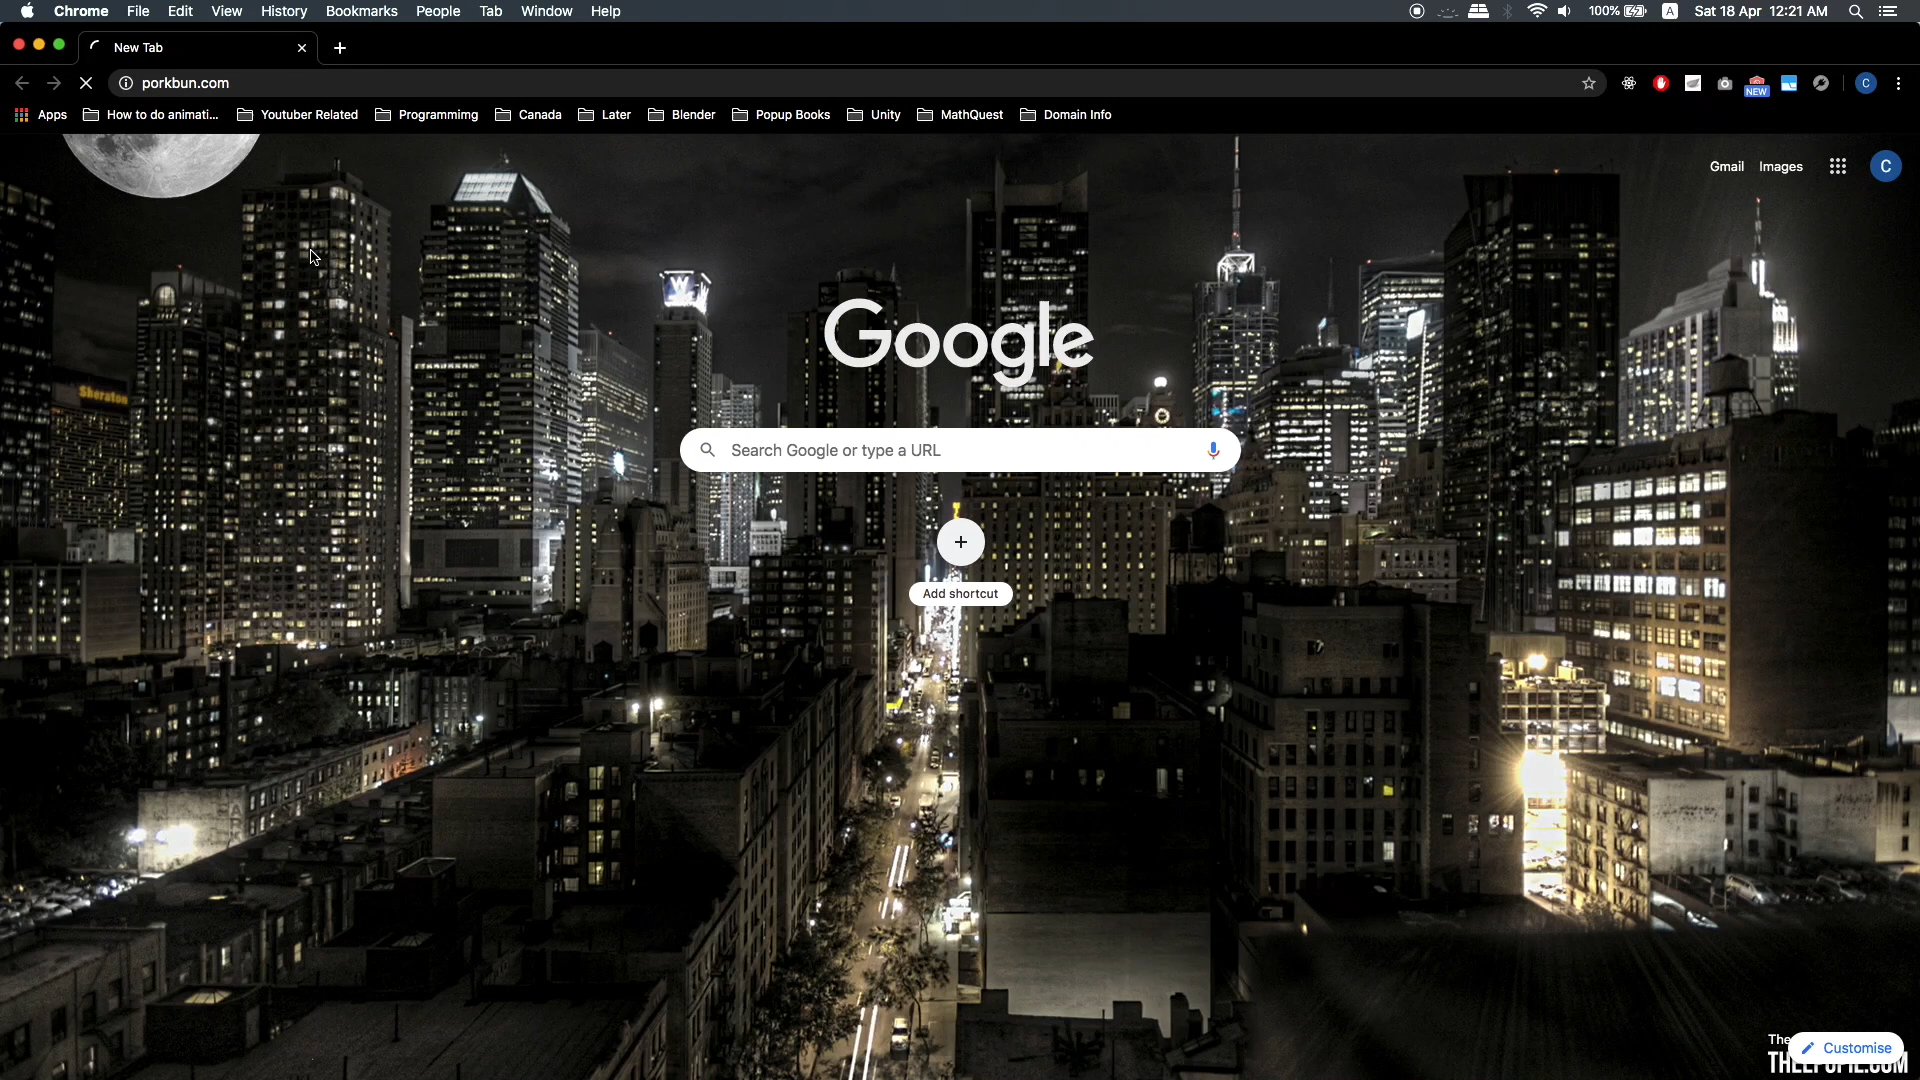 Chrome File Edit View History Bookmarks People Tab Window Help 100% A Sat 18 Apr 12:21 AM
New Tab
porkbun.com NEW C
Apps How to do animati... Youtuber Related Programmimg Canada Later Blender Popup Books Unity MathQuest Domain Info
Gmail Images C
W
Google
Sheraton
Search Google or type a URL
Add shortcut
The
Customise